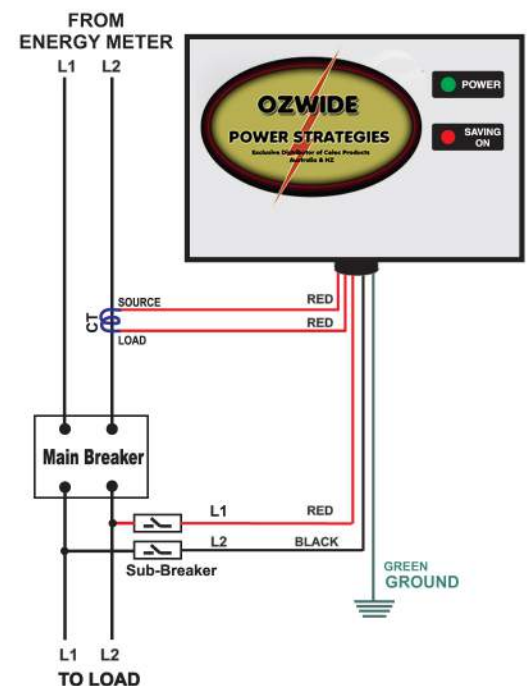 FROM
ENERGY METER
L1 L2
OZWIDE
POWER STRATEGIES
Exclusive Distributor of Calec Products
Australia & NZ
POWER
SAVING
ON
CT
SOURCE
RED
RED
LOAD
Main Breaker
L1
RED
L2
BLACK
Sub-Breaker
GREEN
GROUND
L1 L2
TO LOAD